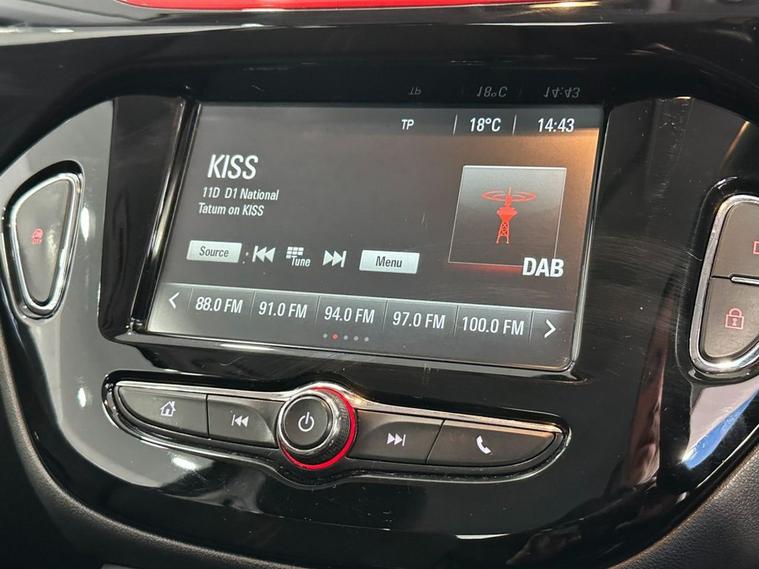 TP 18°C 14:43
KISS
11D D1 National
Tatum on KISS
Source Tune Menu
DAB
88.0 FM 91.0 FM 94.0 FM 97.0 FM 100.0 FM